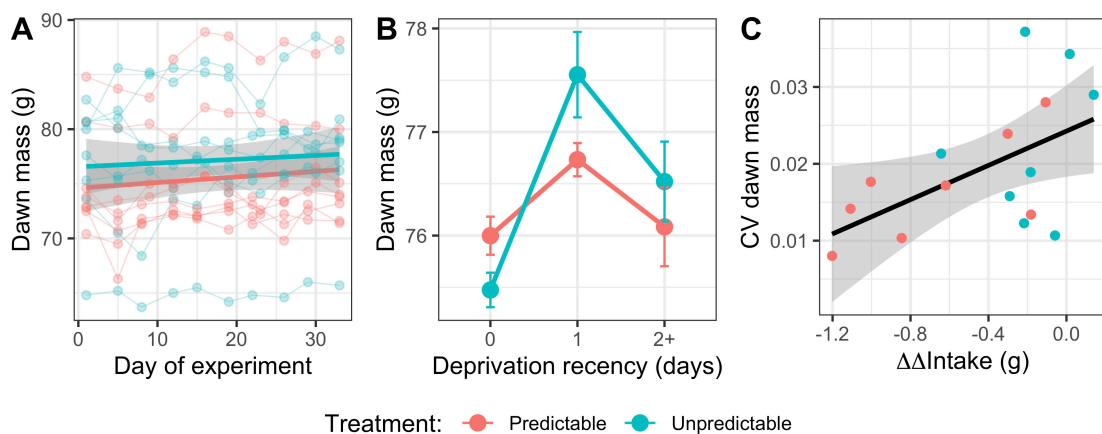 A
B
C
Dawn mass (g)
90
80
70
0
10
20
30
Day of experiment
Dawn mass (g)
78
77
76
0
1
2+
Deprivation recency (days)
CV dawn mass
0.03
0.02
0.01
-1.2
-0.8
-0.4
0.0
ΔΔIntake (g)
Treatment: Predictable Unpredictable